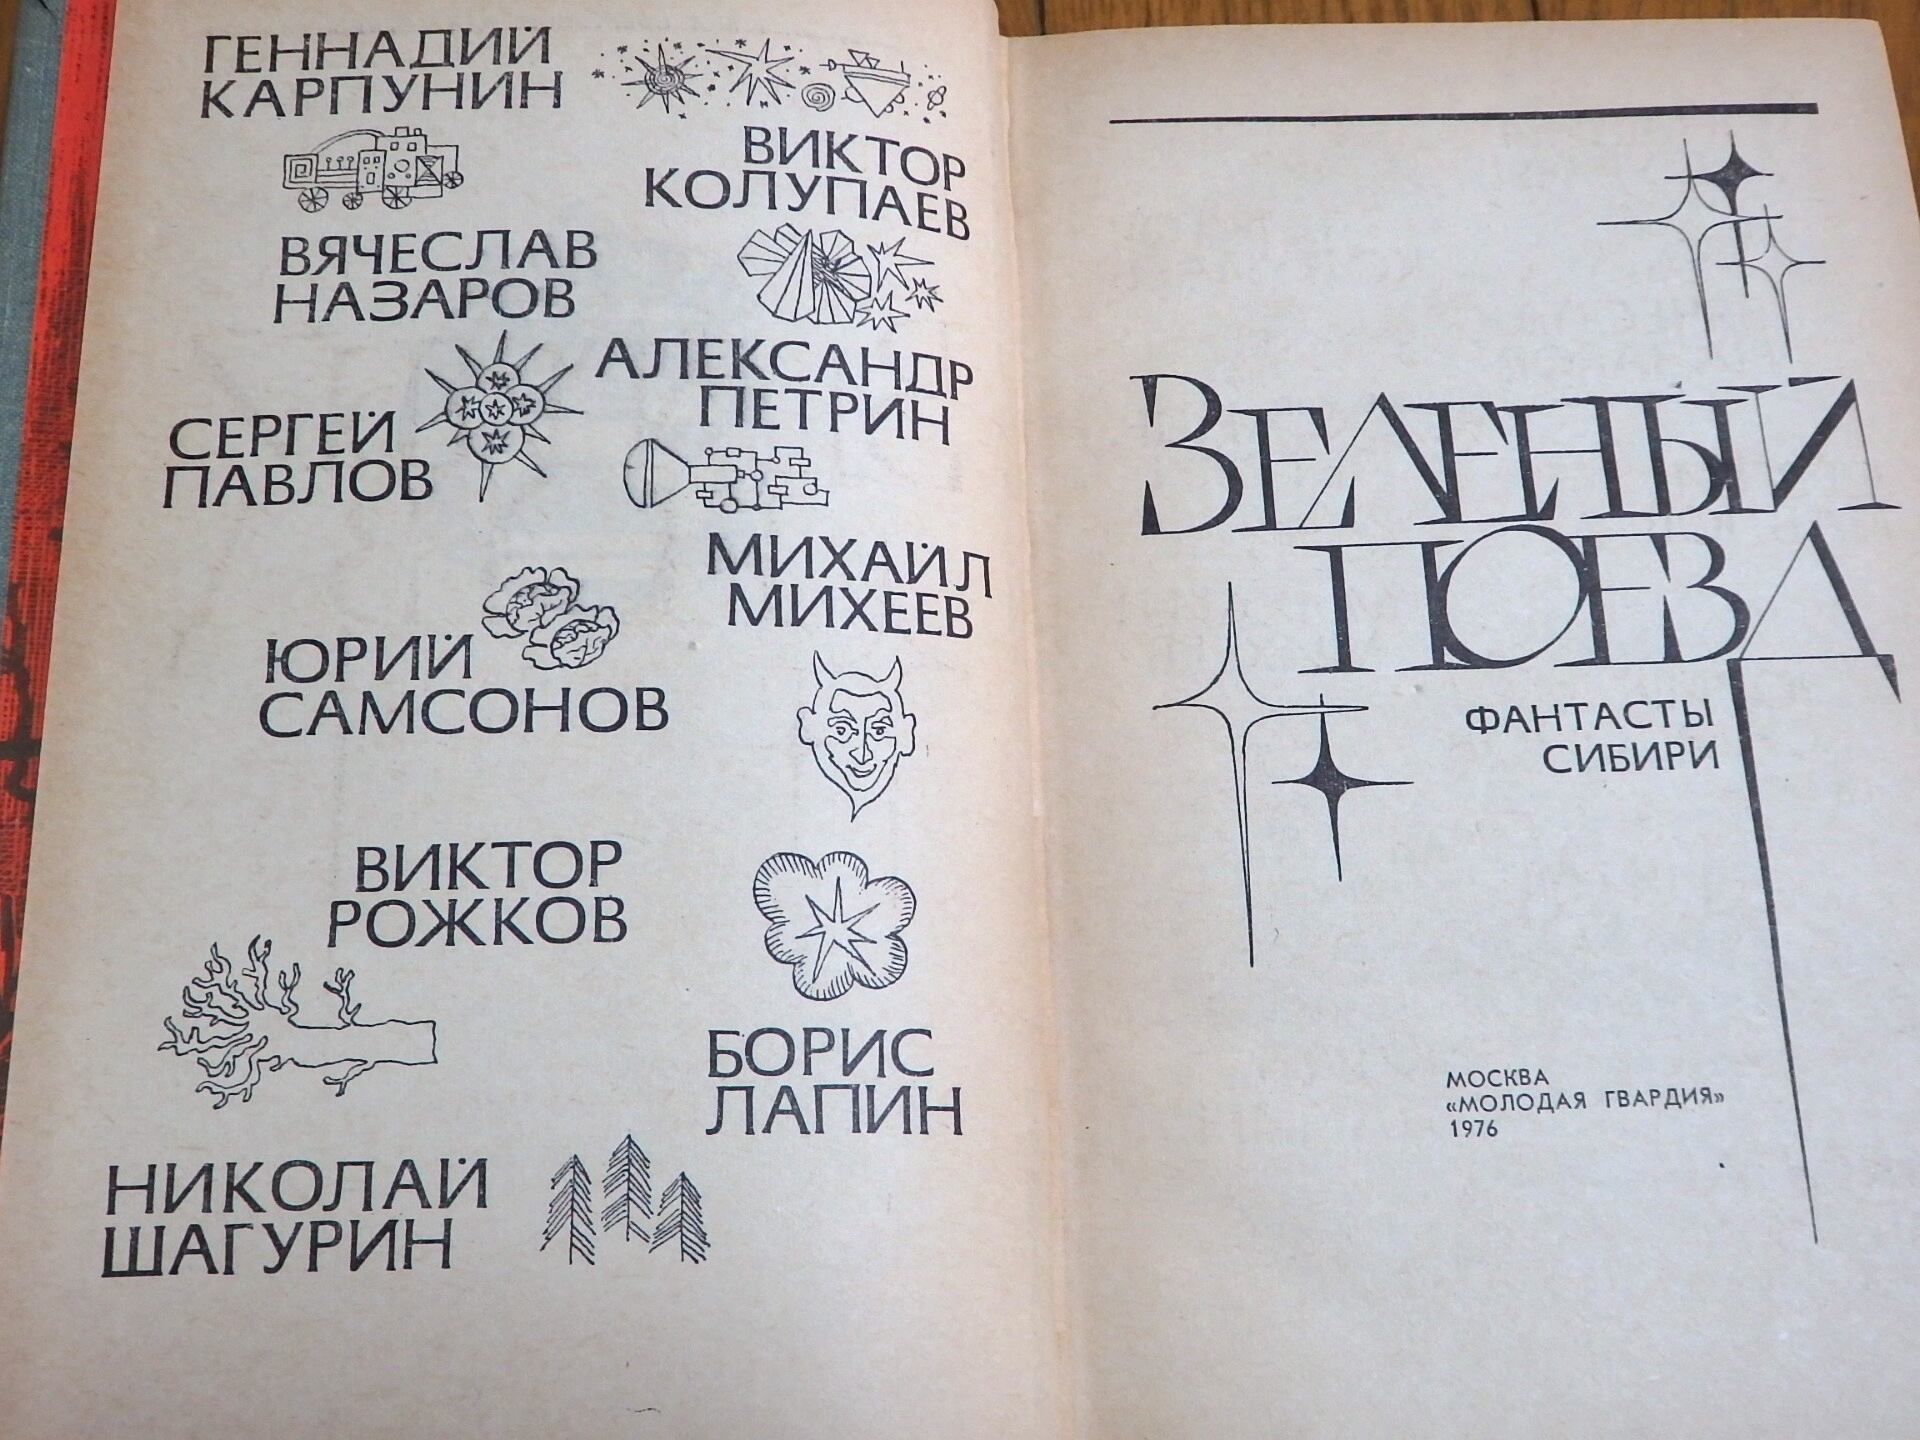 ГЕННАДИЙ
КАРПУНИН
ВИКТОР
КОЛУПАЕВ
ВЯЧЕСЛАВ
НАЗАРОВ
АЛЕКСАНДР
ПЕТРИН
СЕРГЕЙ
ПАВЛОВ
МИХАЙЛ
МИХЕЕВ
ЮРИЙ
САМСОНОВ
ВИКТОР
РОЖКОВ
БОРИС
ЛАПИН
НИКОЛАЙ
ШАГУРИН
ЗЕЛЕНЫЙ
ПОЕЗД
ФАНТАСТЫ
СИБИРИ
МОСКВА
«МОЛОДАЯ ГВАРДИЯ»
1976